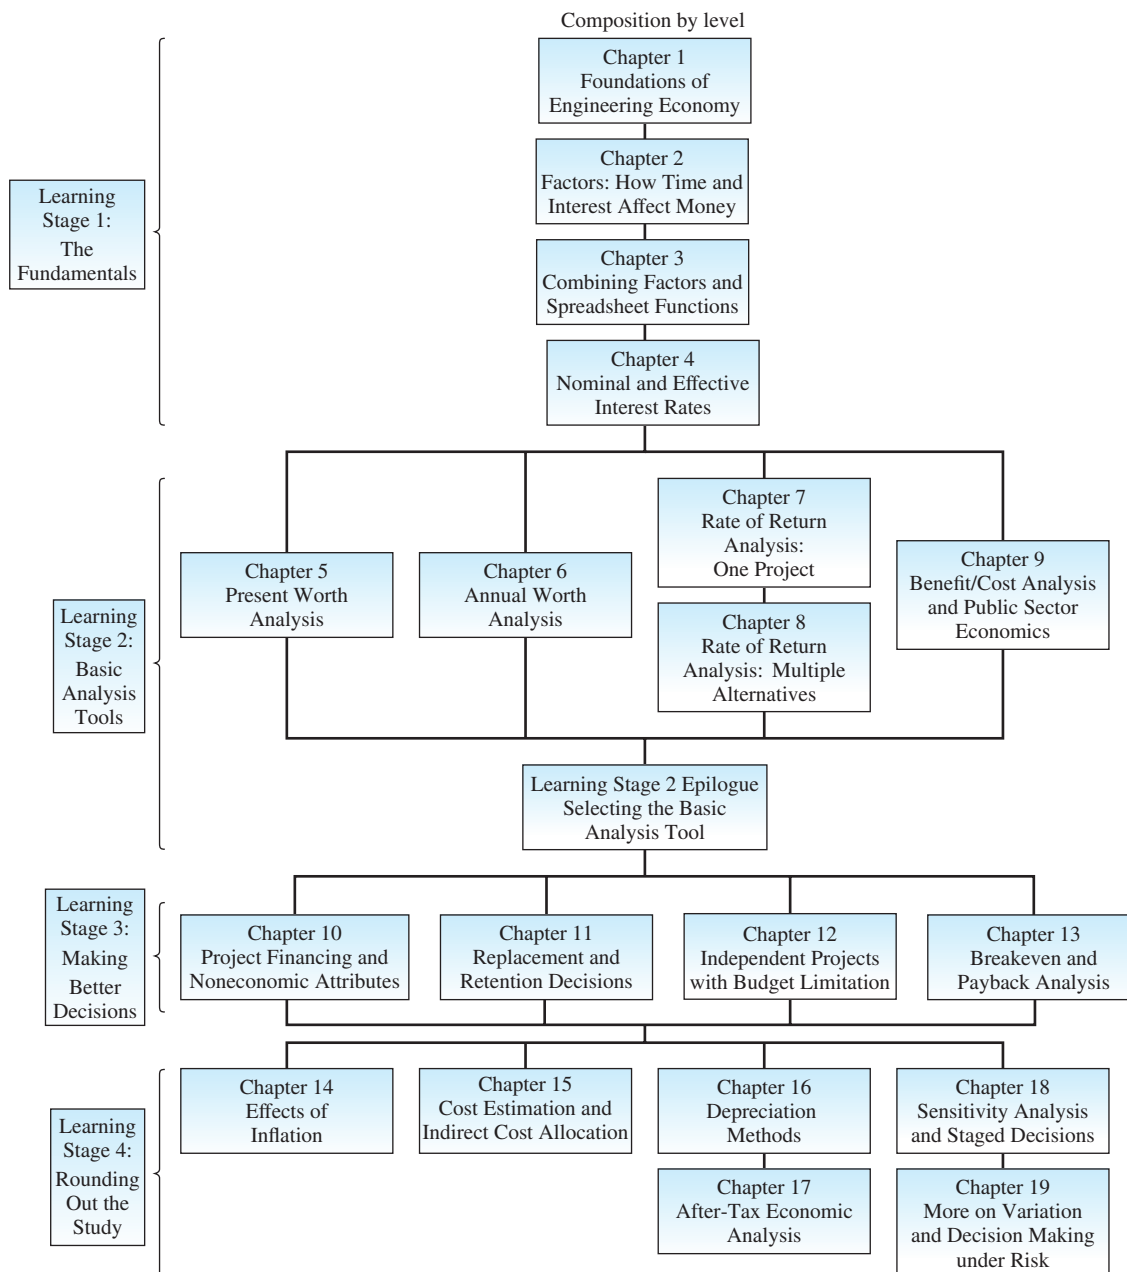 Composition by level
Chapter 1
Foundations of
Engineering Economy
Chapter 2
Factors: How Time and
Interest Affect Money
Learning
Stage 1:
The
Fundamentals
Chapter 3
Combining Factors and
Spreadsheet Functions
Chapter 4
Nominal and Effective
Interest Rates
Learning
Stage 2:
Basic
Analysis
Tools
Chapter 5
Present Worth
Analysis
Chapter 6
Annual Worth
Analysis
Chapter 7
Rate of Return
Analysis:
One Project
Chapter 8
Rate of Return
Analysis: Multiple
Alternatives
Chapter 9
Benefit/Cost Analysis
and Public Sector
Economics
Learning Stage 2 Epilogue
Selecting the Basic
Analysis Tool
Learning
Stage 3:
Making
Better
Decisions
Chapter 10
Project Financing and
Noneconomic Attributes
Chapter 11
Replacement and
Retention Decisions
Chapter 12
Independent Projects
with Budget Limitation
Chapter 13
Breakeven and
Payback Analysis
Learning
Stage 4:
Rounding
Out the
Study
Chapter 14
Effects of
Inflation
Chapter 15
Cost Estimation and
Indirect Cost Allocation
Chapter 16
Depreciation
Methods
Chapter 17
After-Tax Economic
Analysis
Chapter 18
Sensitivity Analysis
and Staged Decisions
Chapter 19
More on Variation
and Decision Making
under Risk